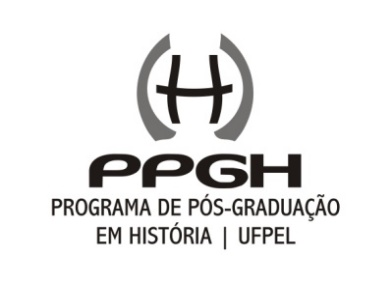 H
PPGH
PROGRAMA DE PÓS-GRADUAÇÃO
EM HISTÓRIA | UFPEL